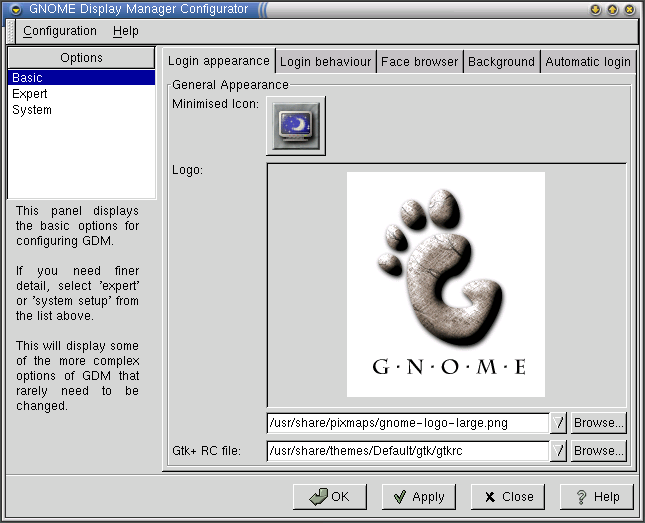 GNOME Display Manager Configurator
Configuration Help
Options
Basic
Expert
System
This panel displays
the basic options for
configuring GDM.
If you need finer
detail, select 'expert'
or 'system setup' from
the list above.
This will display some
of the more complex
options of GDM that
rarely need to be
changed.
Login appearance Login behaviour Face browser Background Automatic login
General Appearance
Minimised Icon:
Logo:
G·N·O·M·E
/usr/share/pixmaps/gnome-logo-large.png Browse...
Gtk+ RC file: /usr/share/themes/Default/gtk/gtkrc Browse...
OK Apply Close Help